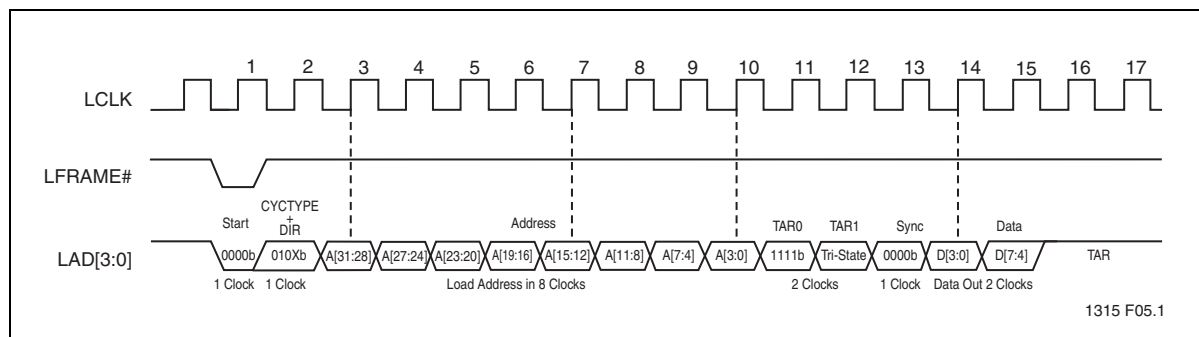 1 2 3 4 5 6 7 8 9 10 11 12 13 14 15 16 17
LCLK
LFRAME#
Start CYCTYPE + DIR Address TAR0 TAR1 Sync Data
LAD[3:0] 0000b 010Xb A[31:28] A[27:24] A[23:20] A[19:16] A[15:12] A[11:8] A[7:4] A[3:0] 1111b Tri-State 0000b D[3:0] D[7:4] TAR
1 Clock 1 Clock Load Address in 8 Clocks 2 Clocks 1 Clock Data Out 2 Clocks
1315 F05.1